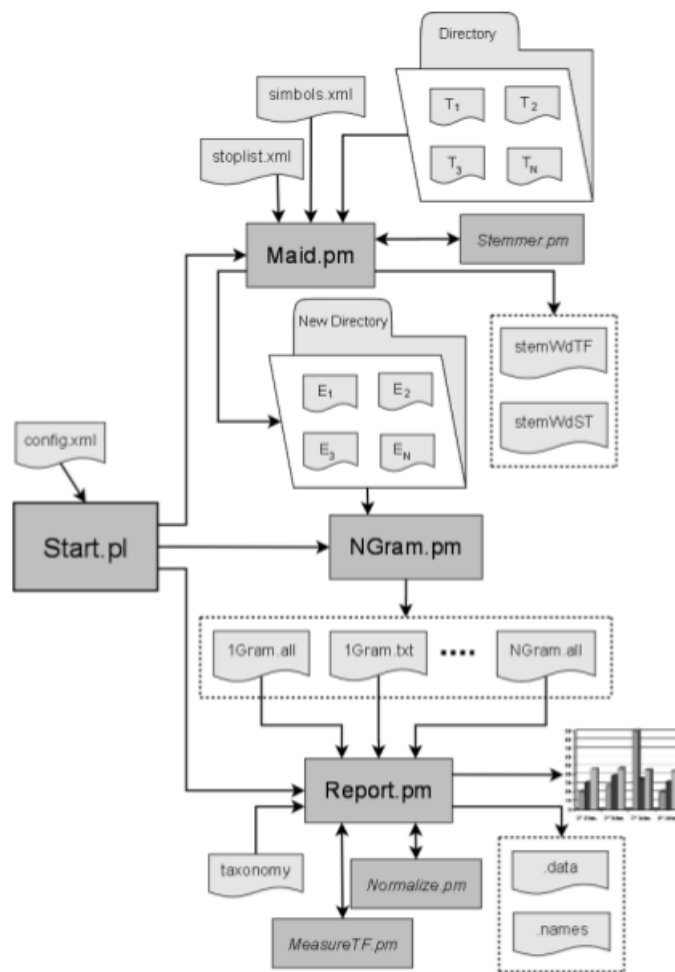 Directory
simbols.xml
T1
T2
stoplist.xml
T3
TN
Maid.pm
Stemmer.pm
New Directory
stemWdTF
E1
E2
stemWdST
config.xml
E3
EN
Start.pl
NGram.pm
1Gram.all
1Gram.txt
NGram.all
Report.pm
taxonomy
Normalize.pm
.data
MeasureTF.pm
.names